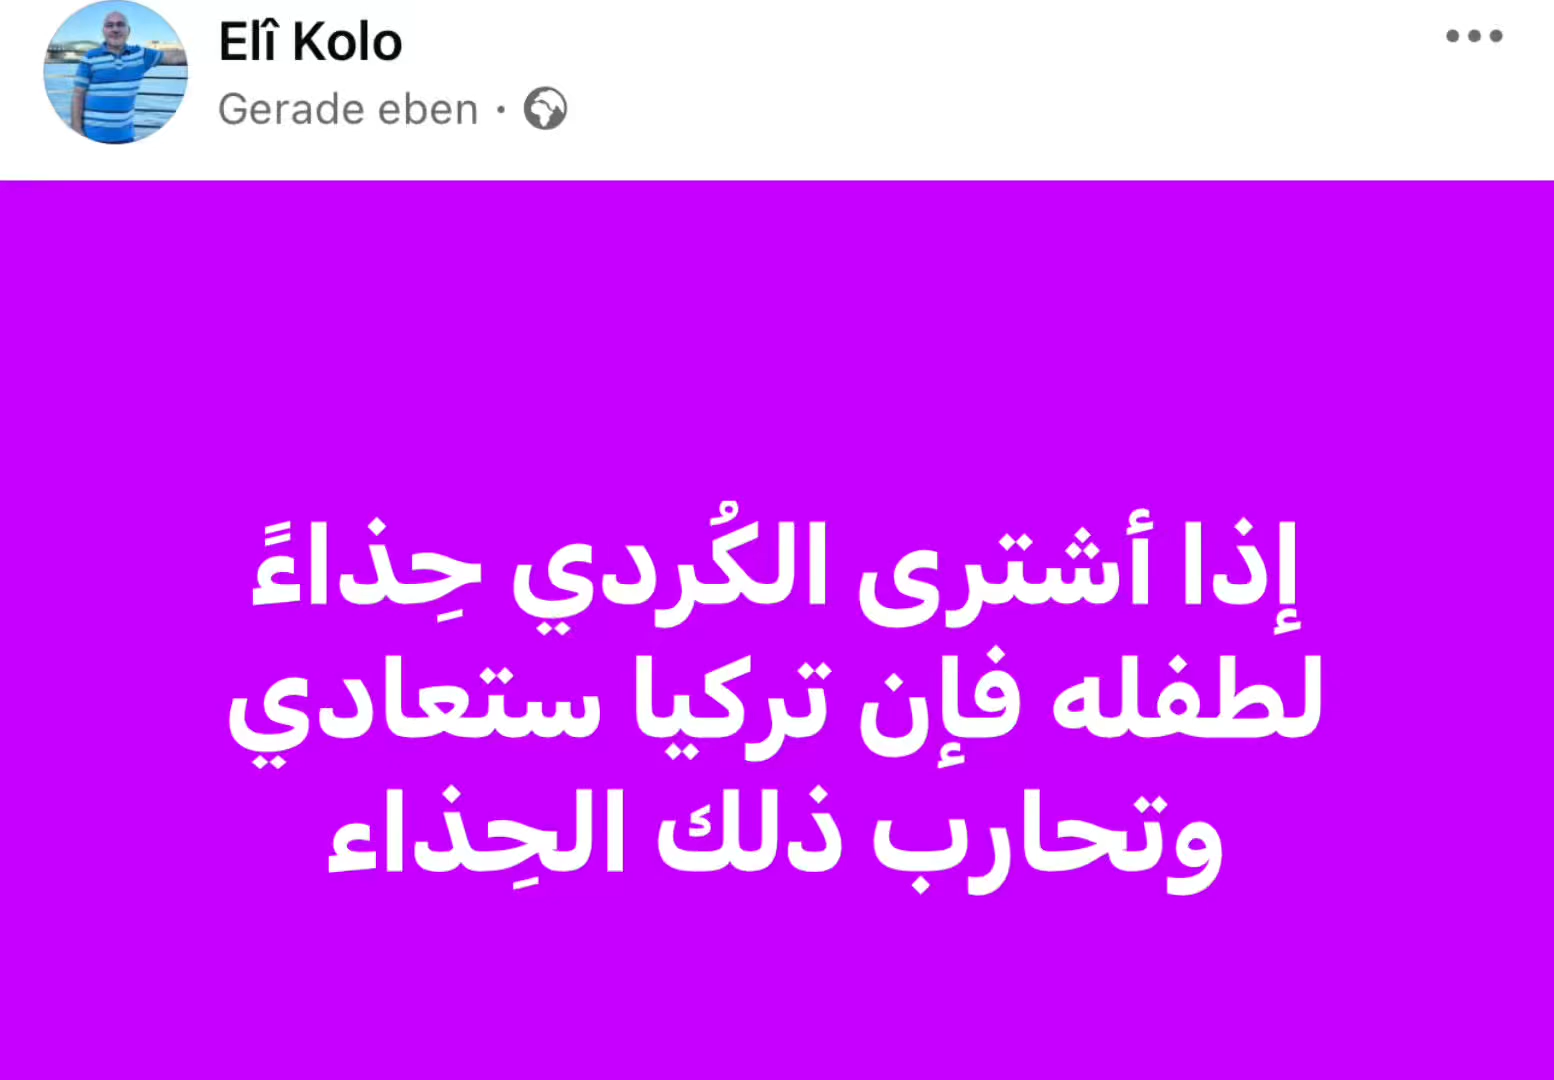 Elî Kolo
Gerade eben ·
إذا أشترى الكُردي حِذاءً
لطفله فإن تركيا ستعادي
وتحارب ذلك الحِذاء